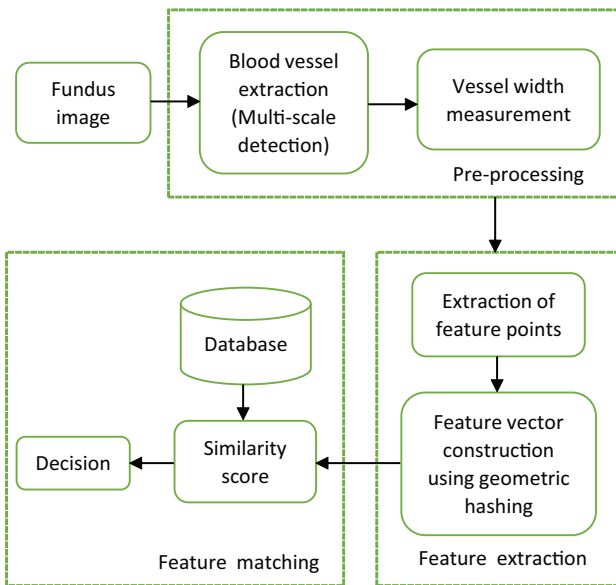 Fundus
image
Blood vessel
extraction
(Multi-scale
detection)
Vessel width
measurement
Pre-processing
Extraction of
feature points
Feature vector
construction
using geometric
hashing
Feature extraction
Database
Similarity
score
Decision
Feature matching